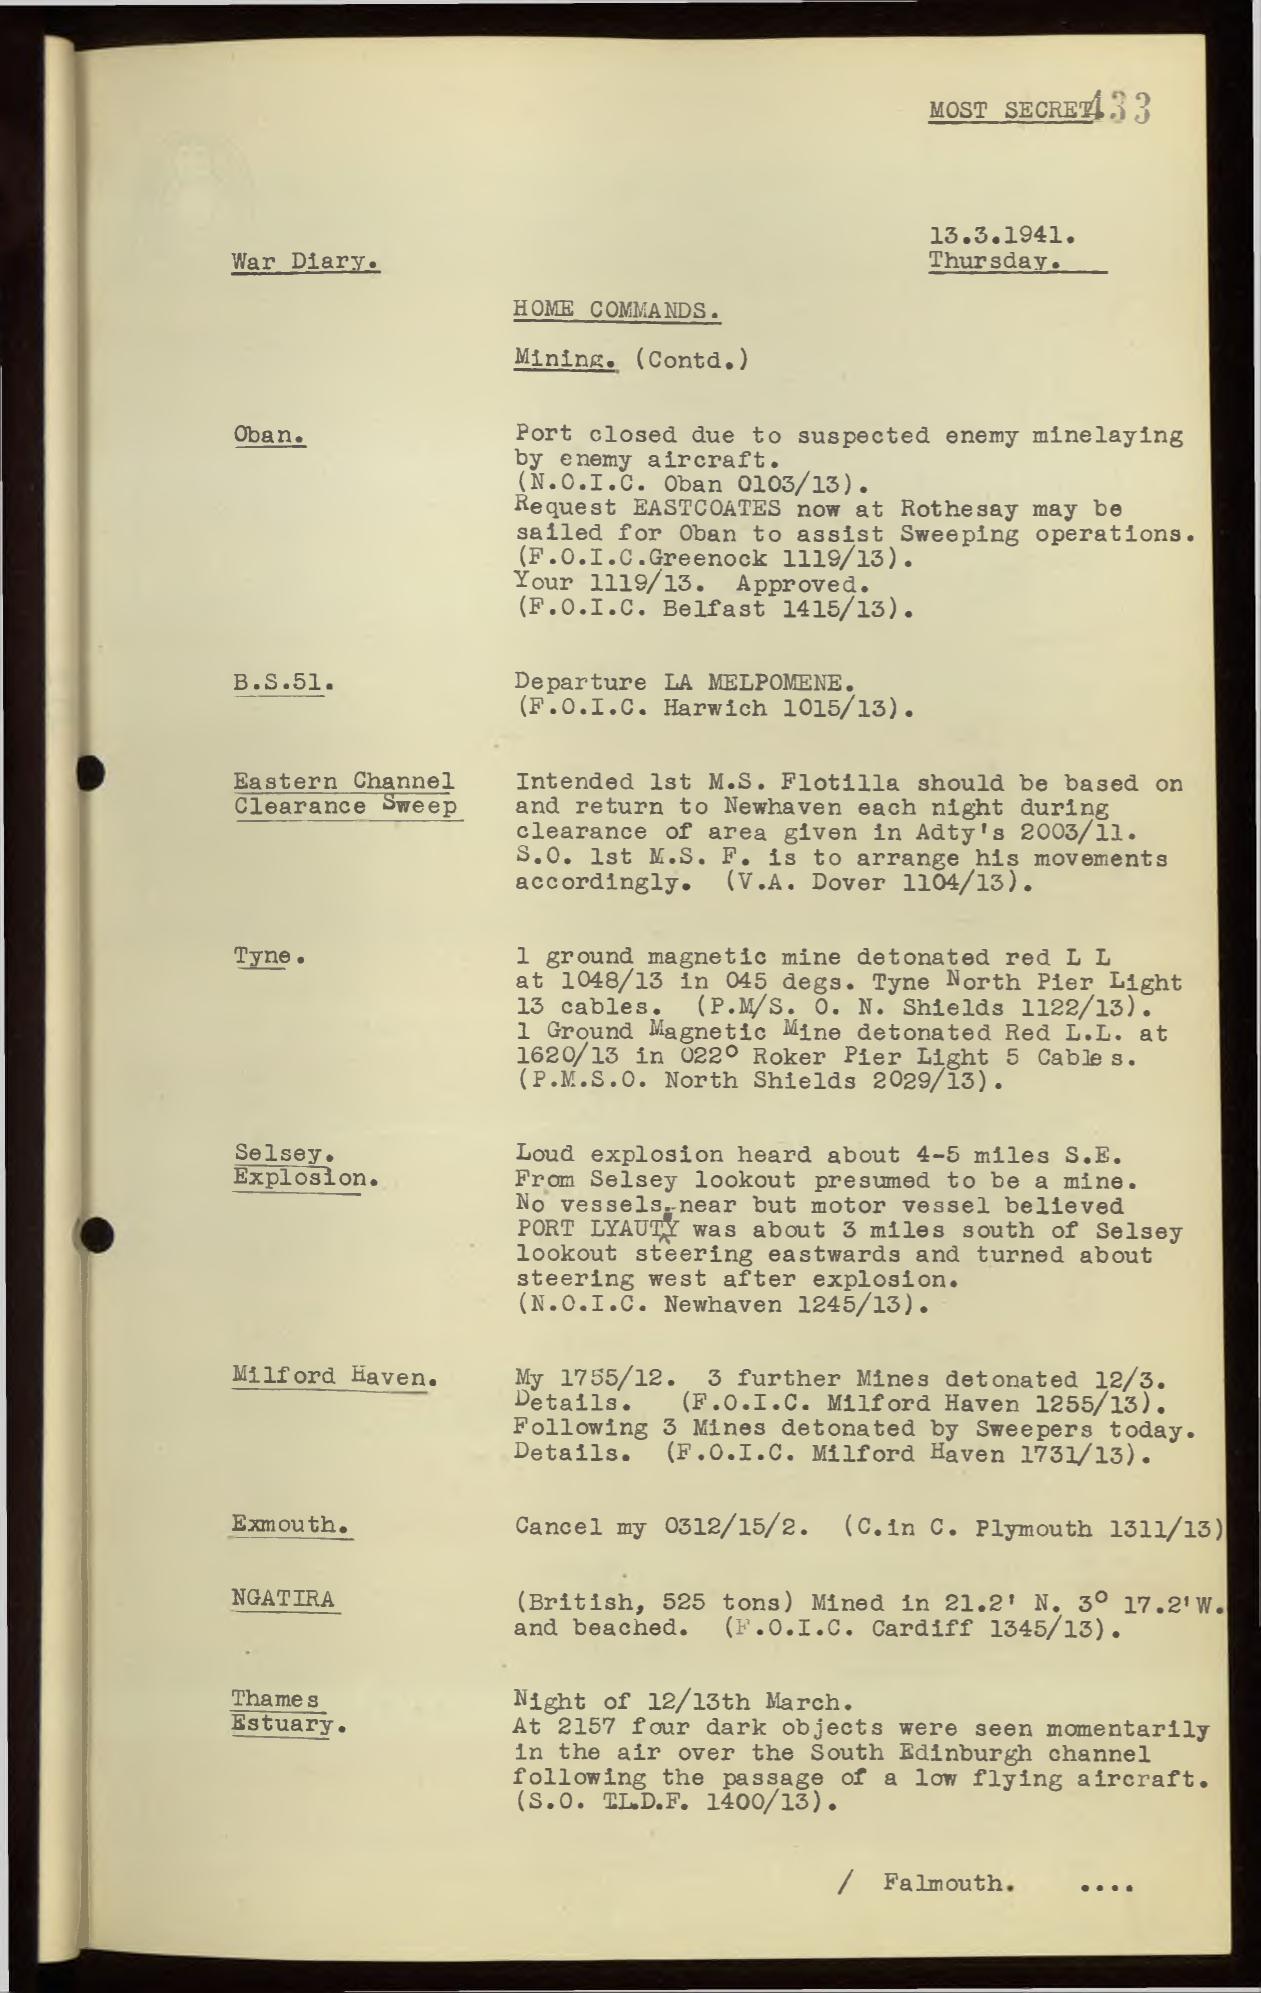 MOST SECRET. 433
13.3.1941.
War Diary. Thursday.
HOME COMMANDS.
Mining. (Contd.)
Oban. Port closed due to suspected enemy minelaying
by enemy aircraft.
(N.O.I.C. Oban 0103/13).
Request EASTCOATES now at Rothesay may be
sailed for Oban to assist Sweeping operations.
(F.O.I.C.Greenock 1119/13).
Your 1119/13. Approved.
(F.O.I.C. Belfast 1415/13).
B.S.51. Departure LA MELPOMENE.
(F.O.I.C. Harwich 1015/13).
Eastern Channel Intended 1st M.S. Flotilla should be based on
Clearance Sweep and return to Newhaven each night during
clearance of area given in Adty's 2003/11.
S.O. 1st M.S. F. is to arrange his movements
accordingly. (V.A. Dover 1104/13).
Tyne. 1 ground magnetic mine detonated red L L
at 1048/13 in 045 degs. Tyne North Pier Light
13 cables. (P.M/S. O. N. Shields 1122/13).
1 Ground Magnetic Mine detonated Red L.L. at
1620/13 in 022° Roker Pier Light 5 Cables.
(P.M.S.O. North Shields 2029/13).
Selsey. Loud explosion heard about 4-5 miles S.E.
Explosion. From Selsey lookout presumed to be a mine.
No vessels near but motor vessel believed
PORT LYAUTY was about 3 miles south of Selsey
lookout steering eastwards and turned about
steering west after explosion.
(N.O.I.C. Newhaven 1245/13).
Milford Haven. My 1755/12. 3 further Mines detonated 12/3.
Details. (F.O.I.C. Milford Haven 1255/13).
Following 3 Mines detonated by Sweepers today.
Details. (F.O.I.C. Milford Haven 1731/13).
Exmouth. Cancel my 0312/15/2. (C.in C. Plymouth 1311/13)
NGATIRA (British, 525 tons) Mined in 21.2' N. 3° 17.2'W.
and beached. (F.O.I.C. Cardiff 1345/13).
Thames Night of 12/13th March.
Estuary. At 2157 four dark objects were seen momentarily
in the air over the South Edinburgh channel
following the passage of a low flying aircraft.
(S.O. T.L.D.F. 1400/13).
/ Falmouth. ....